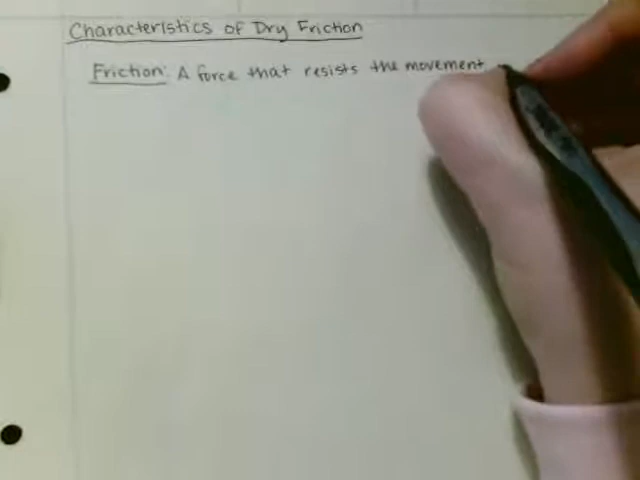 Characteristics of Dry Friction
Friction: A force that resists the movement